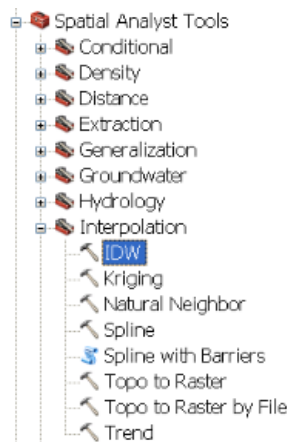 Spatial Analyst Tools
Conditional
Density
Distance
Extraction
Generalization
Groundwater
Hydrology
Interpolation
IDW
Kriging
Natural Neighbor
Spline
Spline with Barriers
Topo to Raster
Topo to Raster by File
Trend